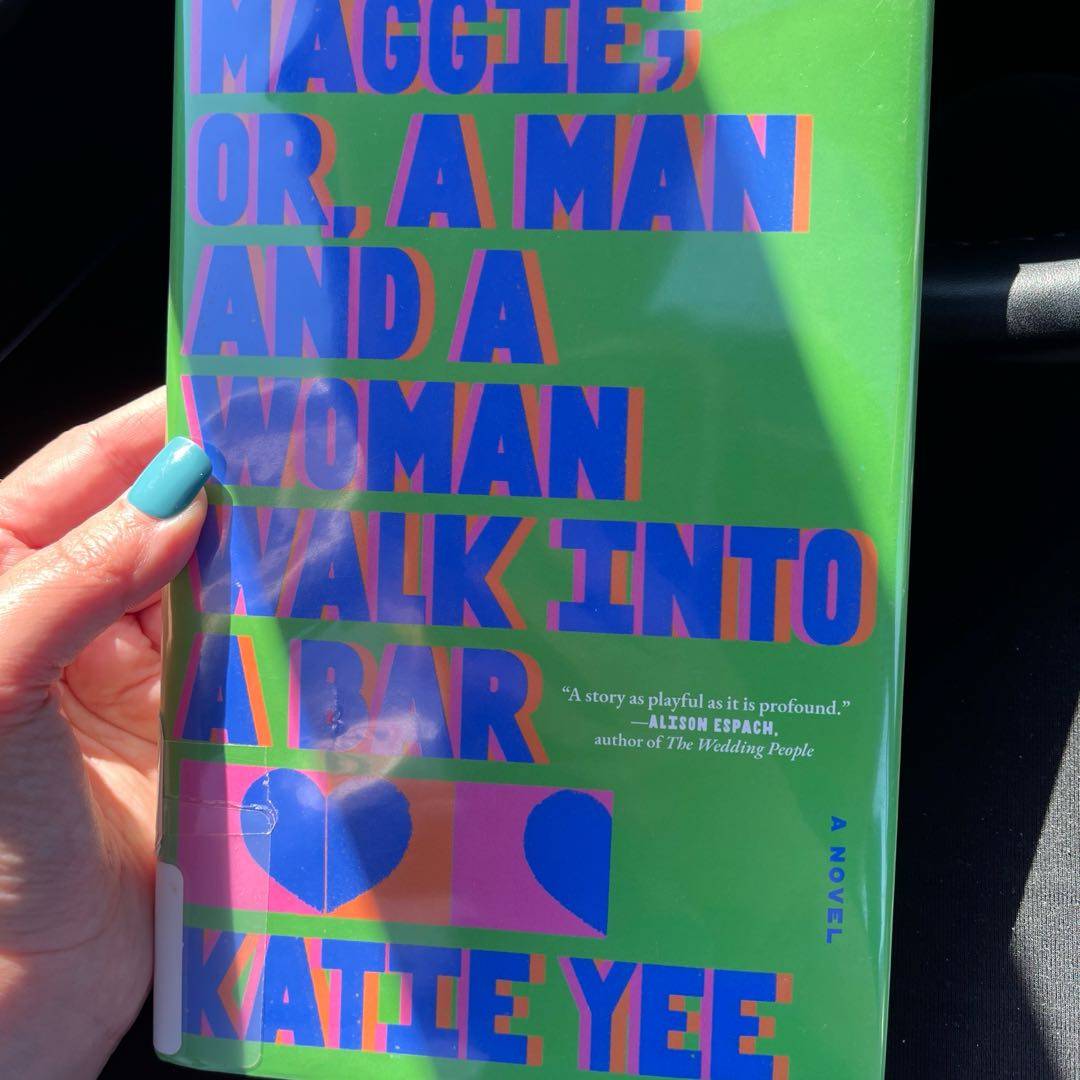 MAGGIE;
OR, A MAN
AND A
WOMAN
WALK INTO
A BAR
“A story as playful as it is profound.”
—ALISON ESPACH,
author of The Wedding People
A NOVEL
KATIE YEE